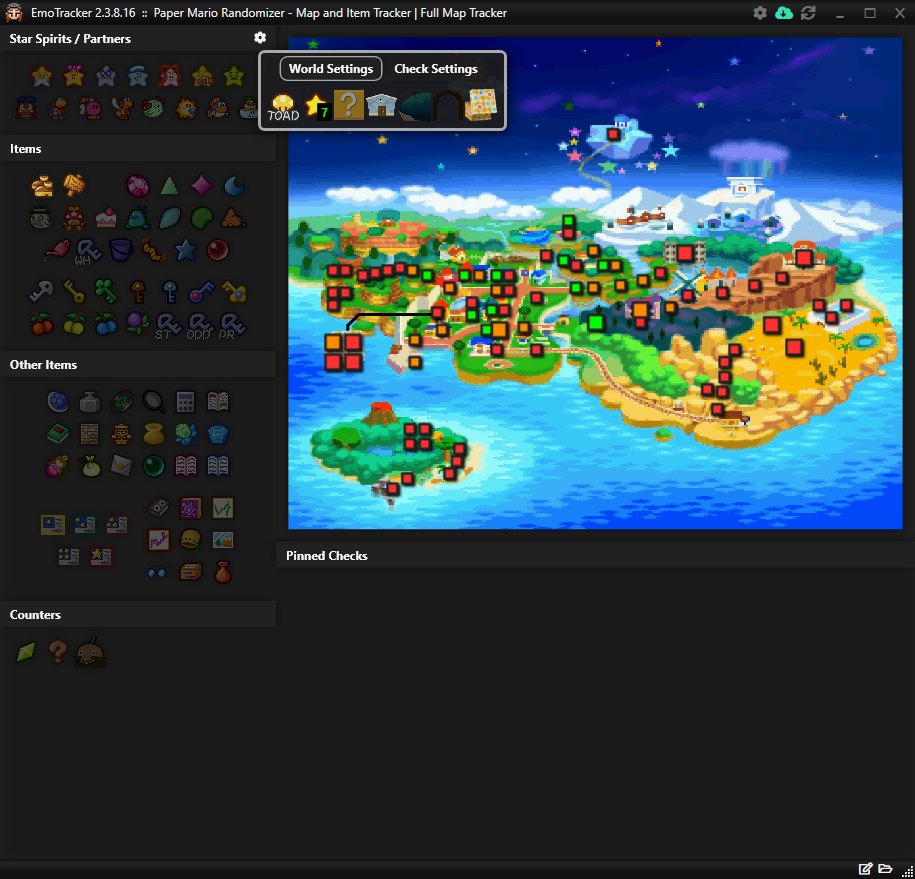 EmoTracker 2.3.8.16 :: Paper Mario Randomizer - Map and Item Tracker | Full Map Tracker
Star Spirits / Partners
World Settings
Check Settings
TOAD
7
?
Items
WH
ST
ODD
PR
Other Items
Pinned Checks
Counters
?